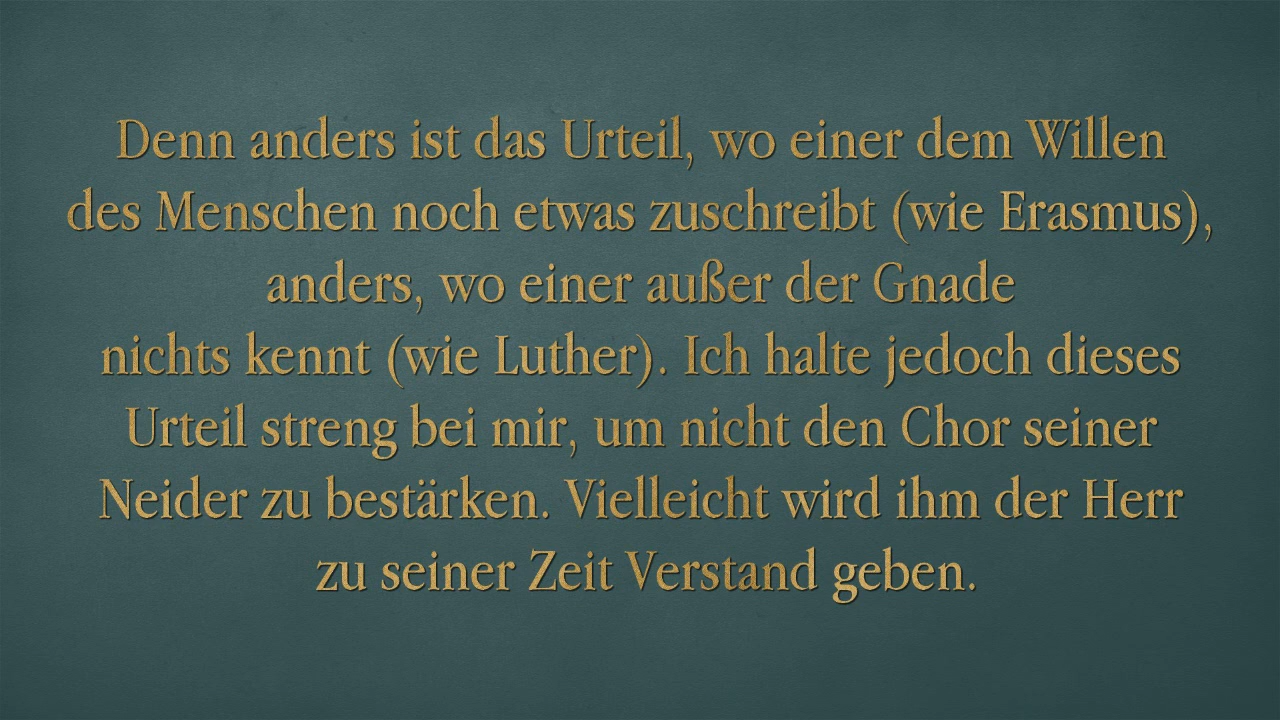 Denn anders ist das Urteil, wo einer dem Willen
des Menschen noch etwas zuschreibt (wie Erasmus),
anders, wo einer außer der Gnade
nichts kennt (wie Luther). Ich halte jedoch dieses
Urteil streng bei mir, um nicht den Chor seiner
Neider zu bestärken. Vielleicht wird ihm der Herr
zu seiner Zeit Verstand geben.